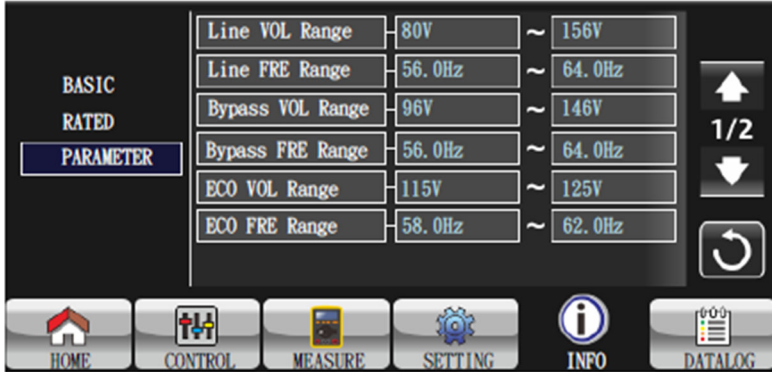 BASIC
RATED
PARAMETER
Line VOL Range 80V ~ 156V
Line FRE Range 56.0Hz ~ 64.0Hz
Bypass VOL Range 96V ~ 146V
Bypass FRE Range 56.0Hz ~ 64.0Hz
ECO VOL Range 115V ~ 125V
ECO FRE Range 58.0Hz ~ 62.0Hz
1/2
HOME CONTROL MEASURE SETTING INFO DATALOG